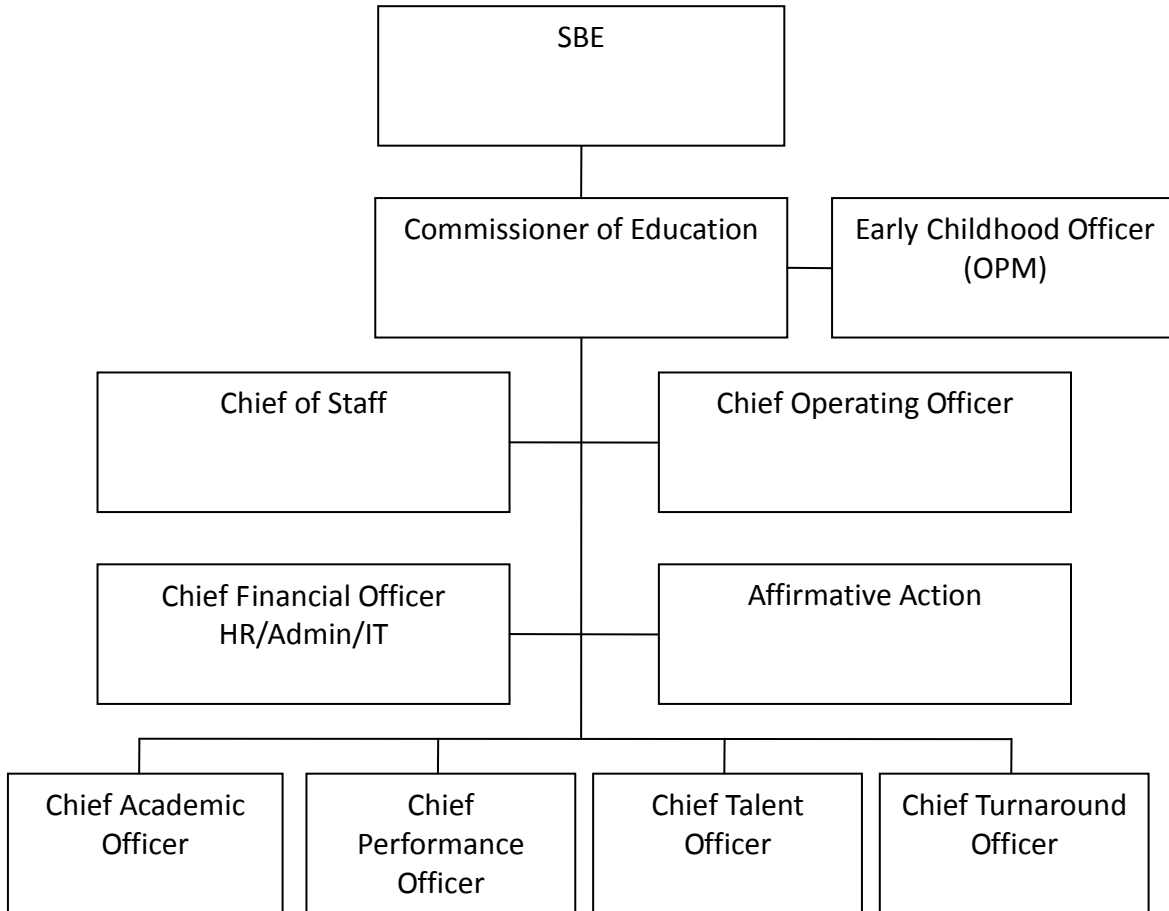 SBE
Commissioner of Education
Early Childhood Officer
(OPM)
Chief of Staff
Chief Operating Officer
Chief Financial Officer
HR/Admin/IT
Affirmative Action
Chief Academic
Officer
Chief
Performance
Officer
Chief Talent
Officer
Chief Turnaround
Officer